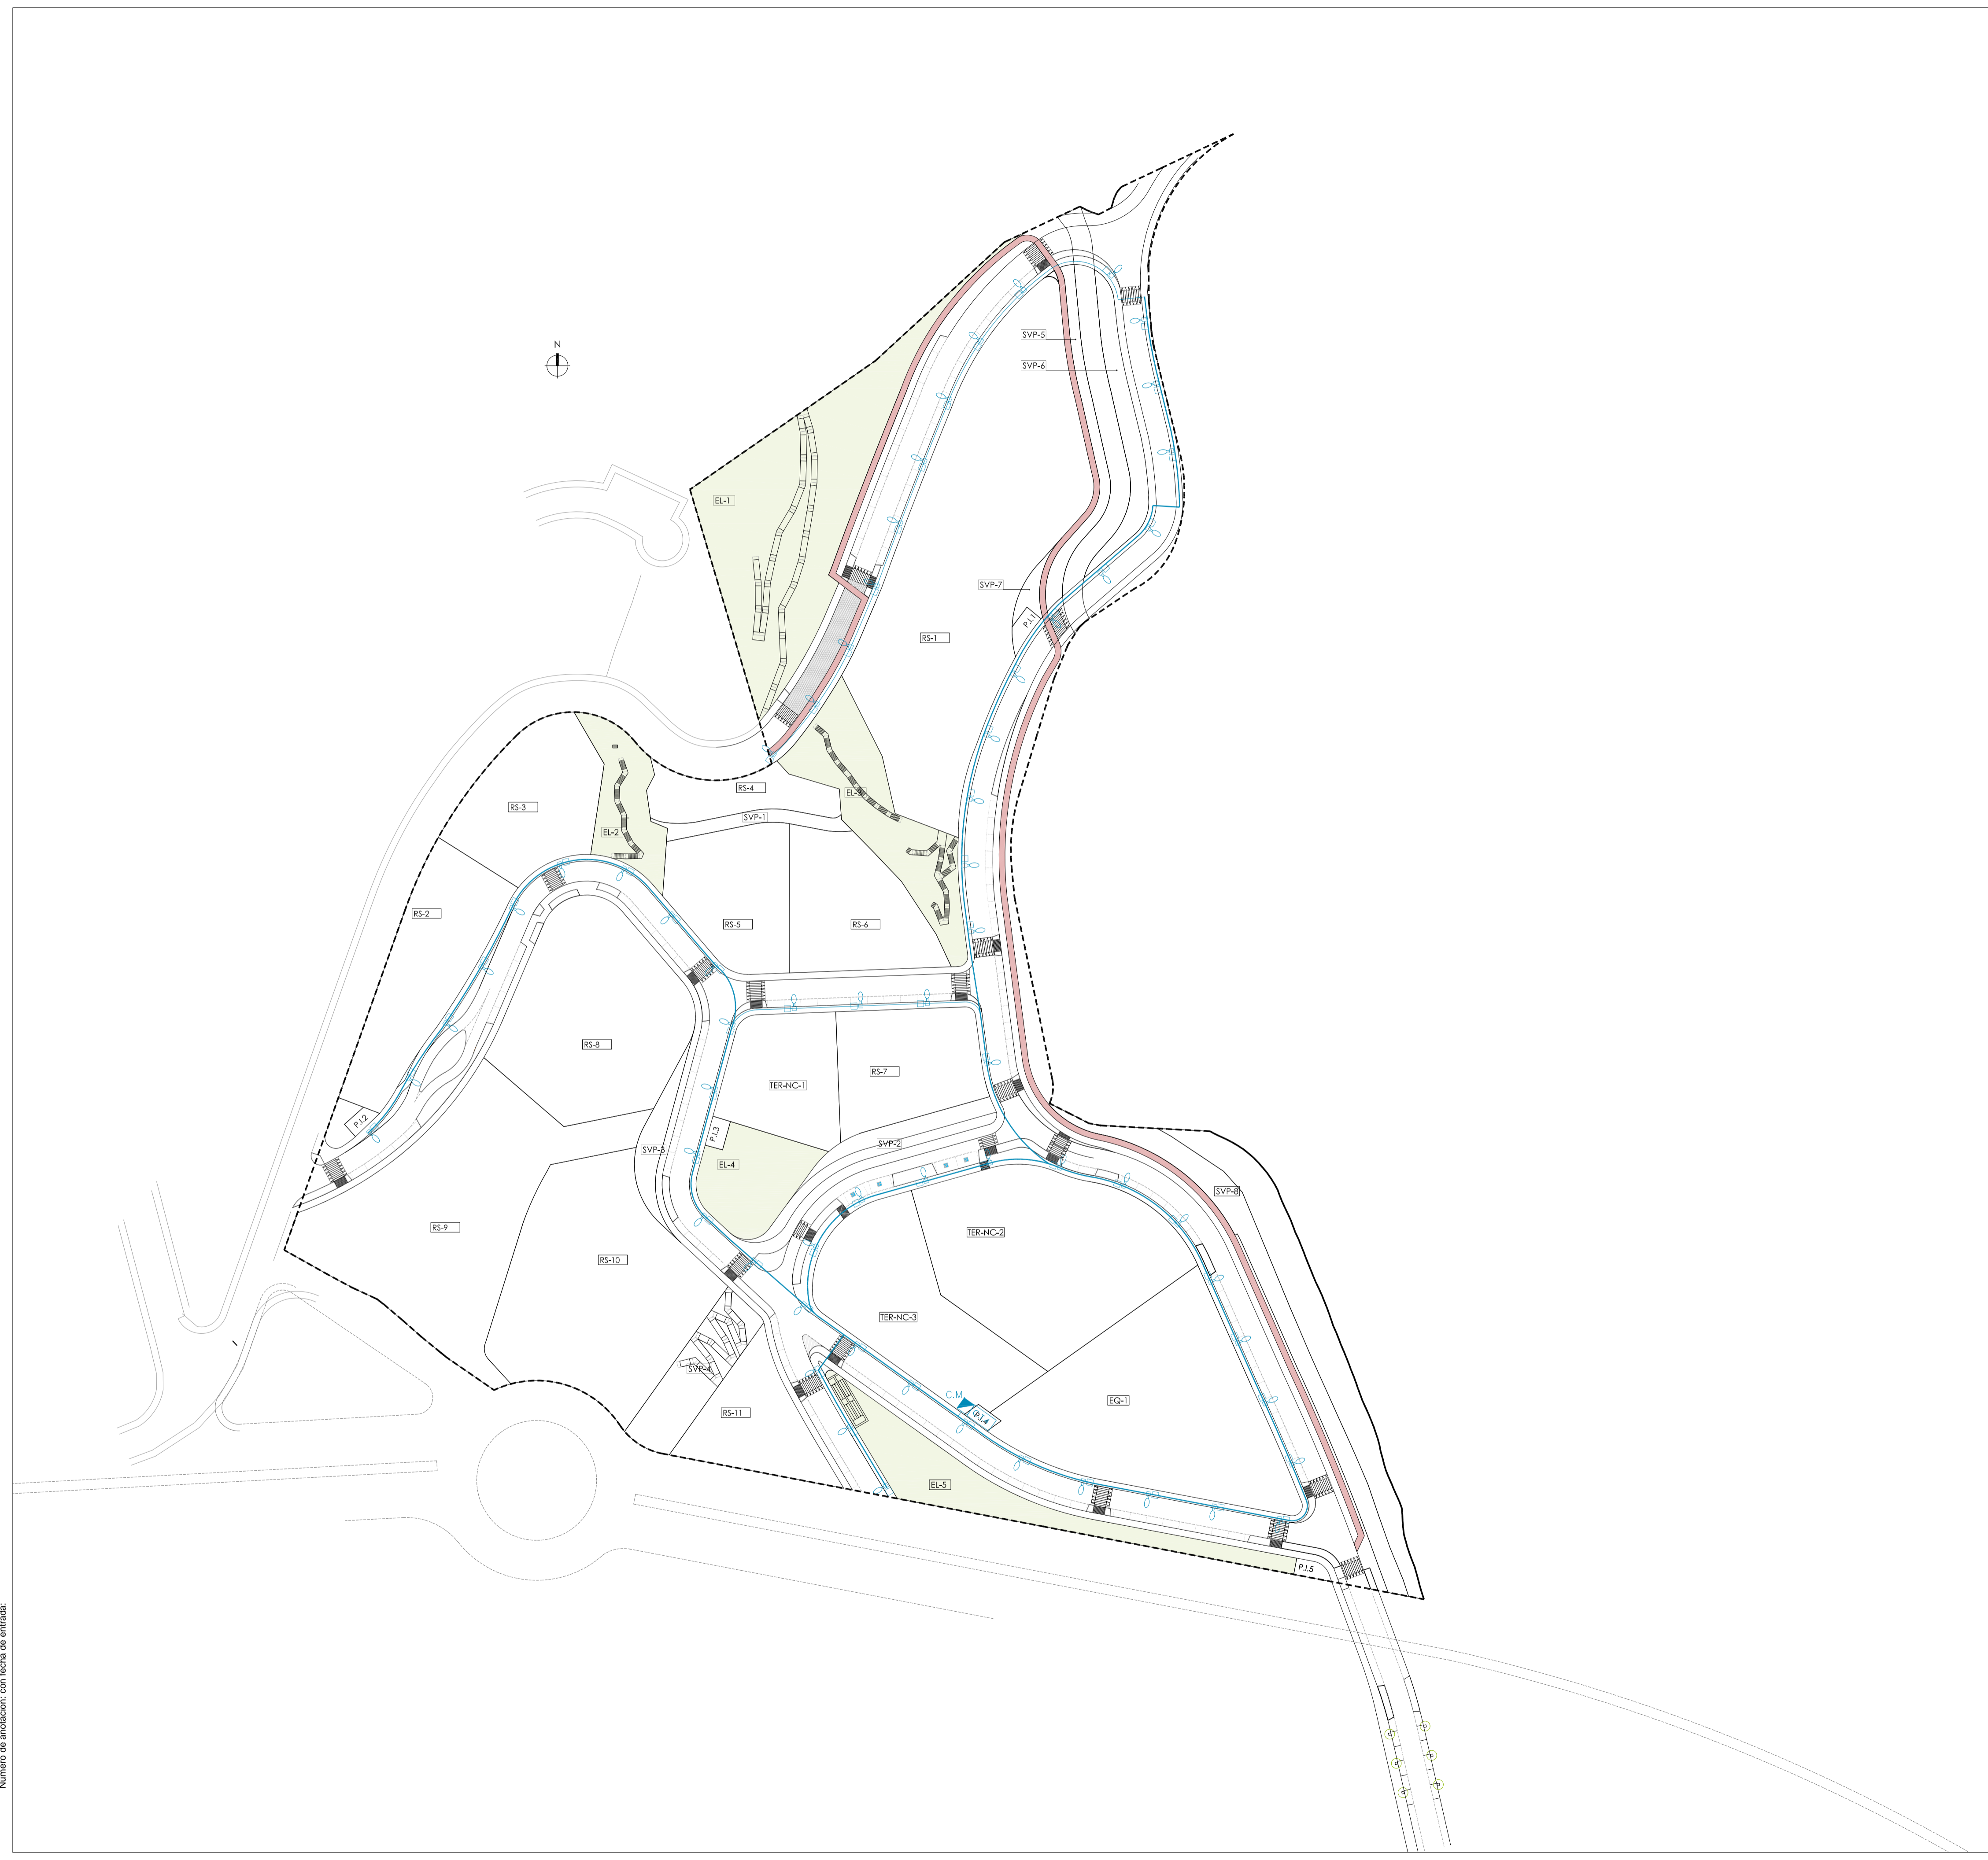 N
SVP-5
SVP-6
EL-1
SVP-7
P.I.1
RS-1
RS-4
EL-3
RS-3
SVP-1
EL-2
RS-2
RS-5
RS-6
RS-8
RS-7
TER-NC-1
P.I.2
P.I.3
SVP-2
SVP-3
EL-4
SVP-8
RS-9
TER-NC-2
RS-10
TER-NC-3
SVP-4
C.M.
EQ-1
RS-11
P.I.4
EL-5
P.I.5
Numero de anotacion: con fecha de entrada: